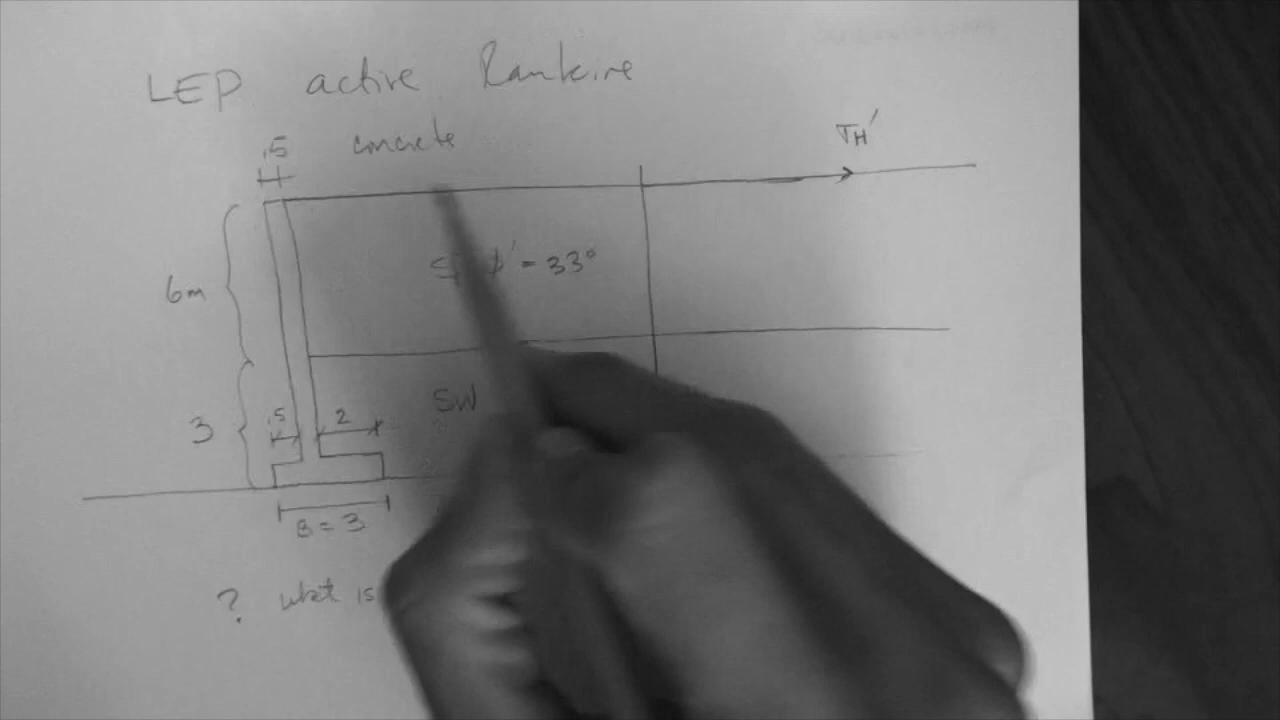 LEP active Rankine
.5 concrete
σH'
6m
= 33°
SW
.5 2
3
B = 3
? what is